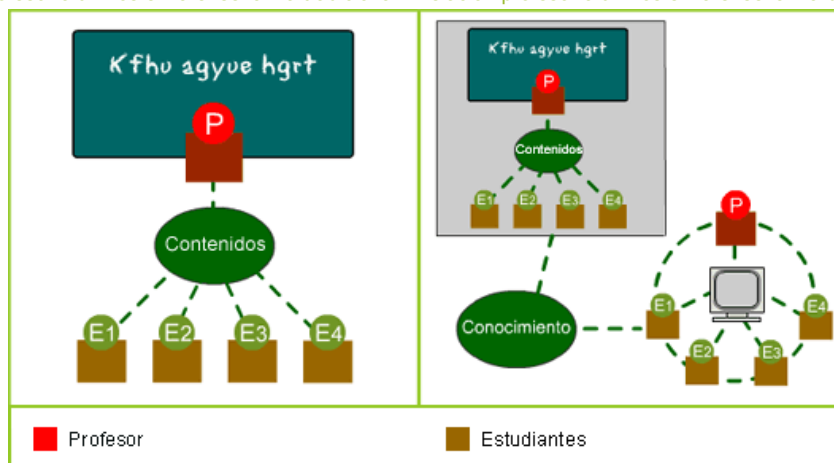 Kfhu agyue hgrt
P
Contenidos
E1 E2 E3 E4
Kfhu agyue hgrt
P
Contenidos
E1 E2 E3 E4
P
E1 E4
Conocimiento
E2 E3
Profesor
Estudiantes